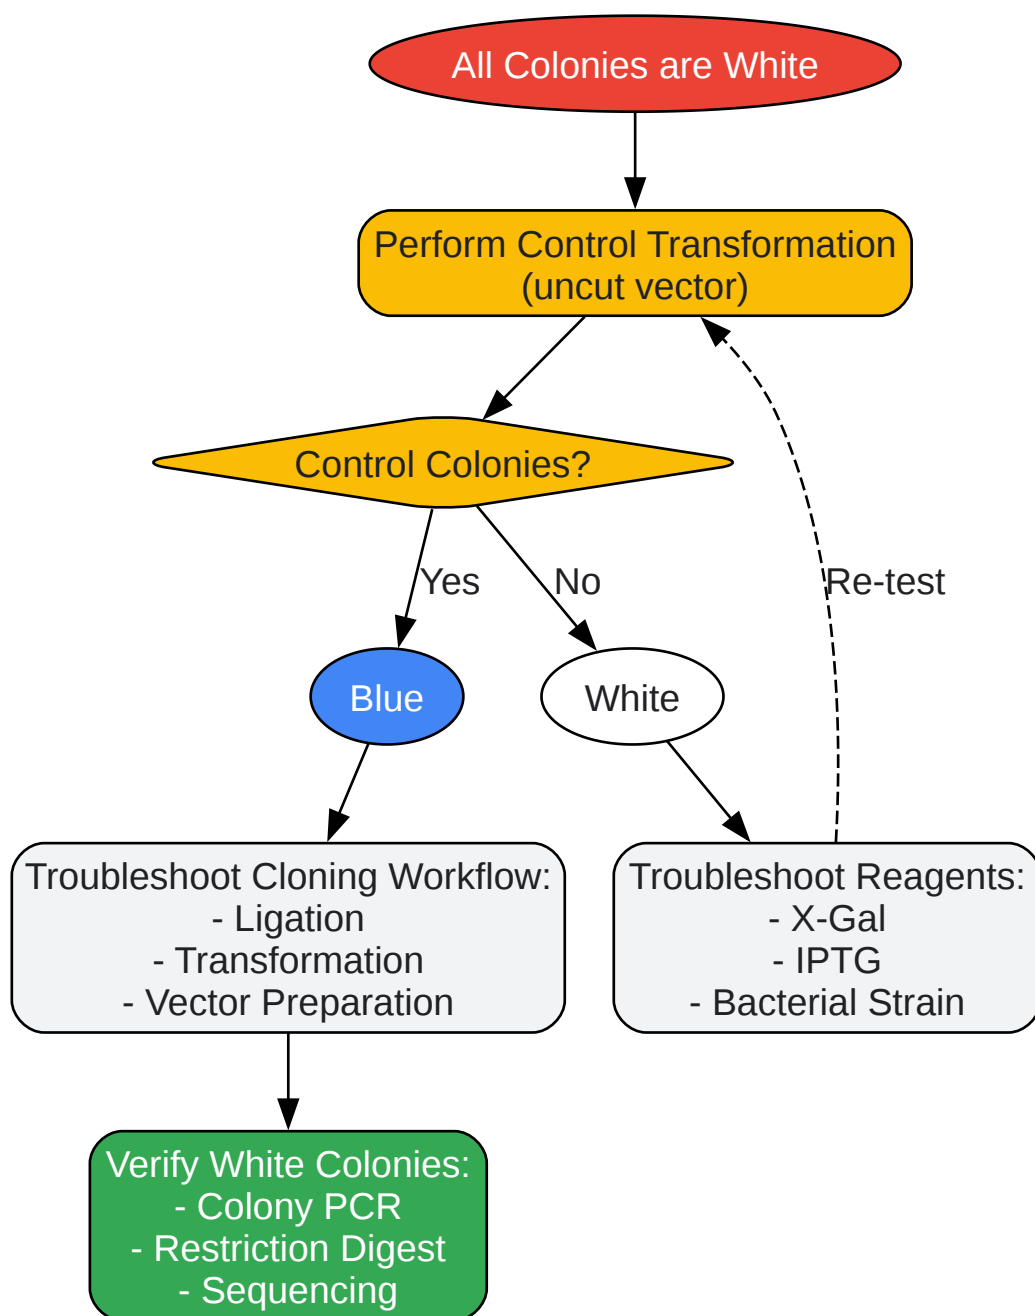 All Colonies are White
Perform Control Transformation
(uncut vector)
Control Colonies?
Yes
No
Re-test
Blue
White
Troubleshoot Cloning Workflow:
- Ligation
- Transformation
- Vector Preparation
Troubleshoot Reagents:
- X-Gal
- IPTG
- Bacterial Strain
Verify White Colonies:
- Colony PCR
- Restriction Digest
- Sequencing